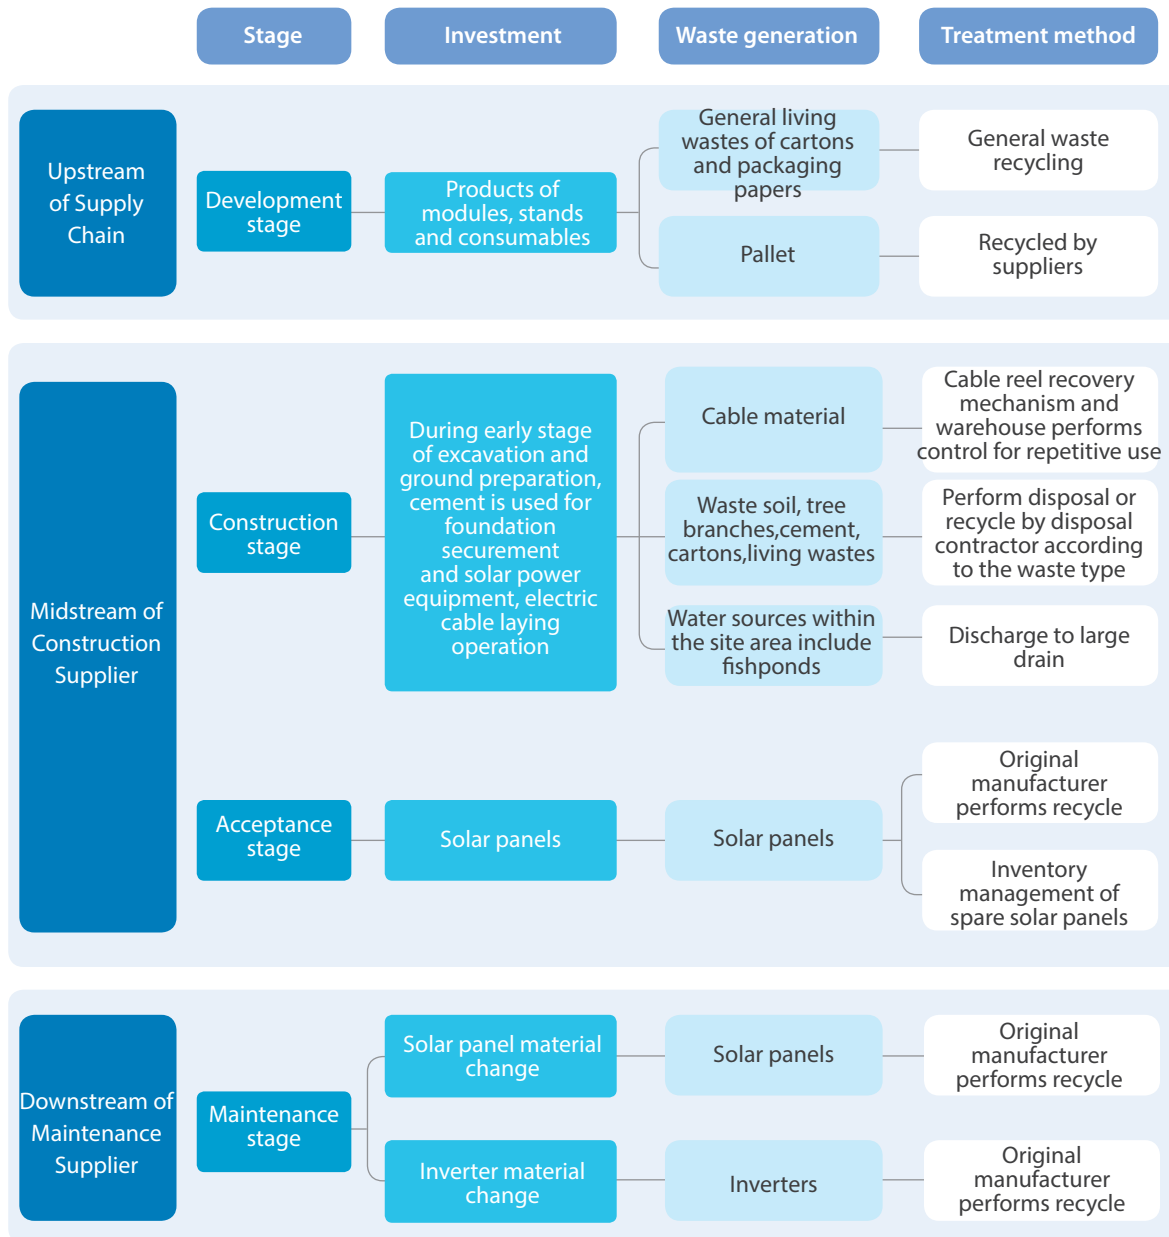 Stage
Investment
Waste generation
Treatment method
Upstream
of Supply
Chain
Development
stage
Products of
modules, stands
and consumables
General living
wastes of cartons
and packaging
papers
General waste
recycling
Pallet
Recycled by
suppliers
Midstream of
Construction
Supplier
Construction
stage
During early stage
of excavation and
ground preparation,
cement is used for
foundation
securement
and solar power
equipment, electric
cable laying
operation
Cable material
Cable reel recovery
mechanism and
warehouse performs
control for repetitive use
Waste soil, tree
branches,cement,
cartons,living wastes
Perform disposal or
recycle by disposal
contractor according
to the waste type
Water sources within
the site area include
fishponds
Discharge to large
drain
Acceptance
stage
Solar panels
Solar panels
Original
manufacturer
performs recycle
Inventory
management of
spare solar panels
Downstream of
Maintenance
Supplier
Maintenance
stage
Solar panel material
change
Solar panels
Original
manufacturer
performs recycle
Inverter material
change
Inverters
Original
manufacturer
performs recycle